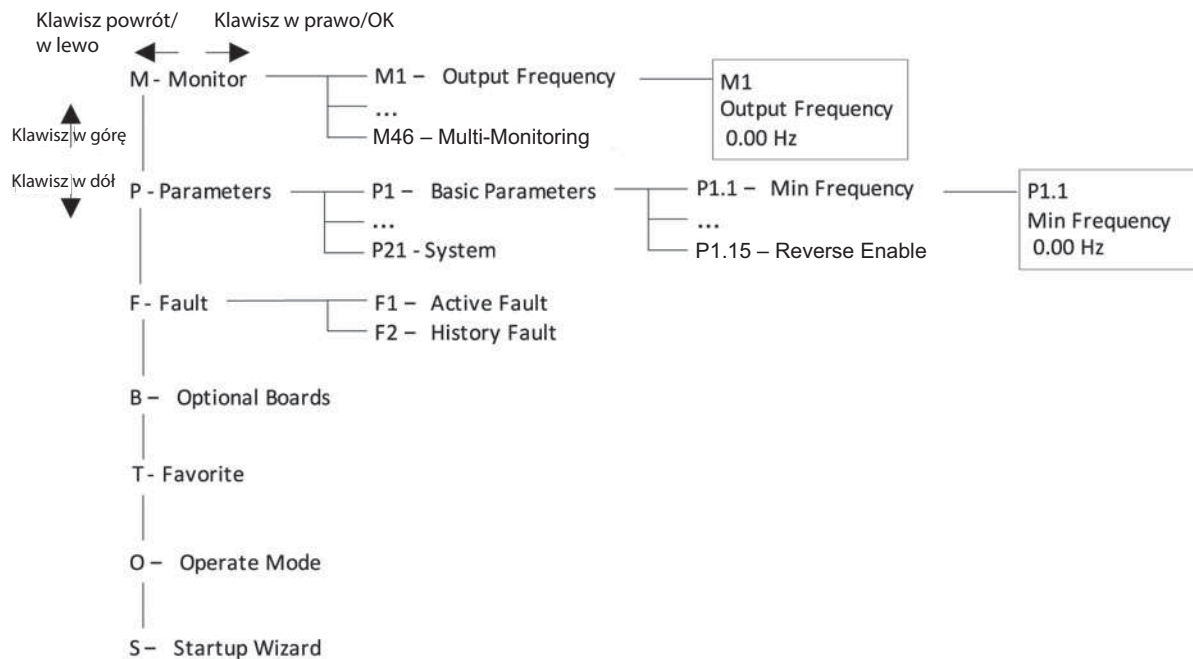 Klawisz powrót/
w lewo
Klawisz w prawo/OK
M - Monitor
M1 – Output Frequency
...
M46 – Multi-Monitoring
M1
Output Frequency
0.00 Hz
Klawisz w górę
Klawisz w dół
P - Parameters
P1 – Basic Parameters
...
P21 - System
P1.1 – Min Frequency
...
P1.15 – Reverse Enable
P1.1
Min Frequency
0.00 Hz
F - Fault
F1 – Active Fault
F2 – History Fault
B – Optional Boards
T - Favorite
O – Operate Mode
S – Startup Wizard